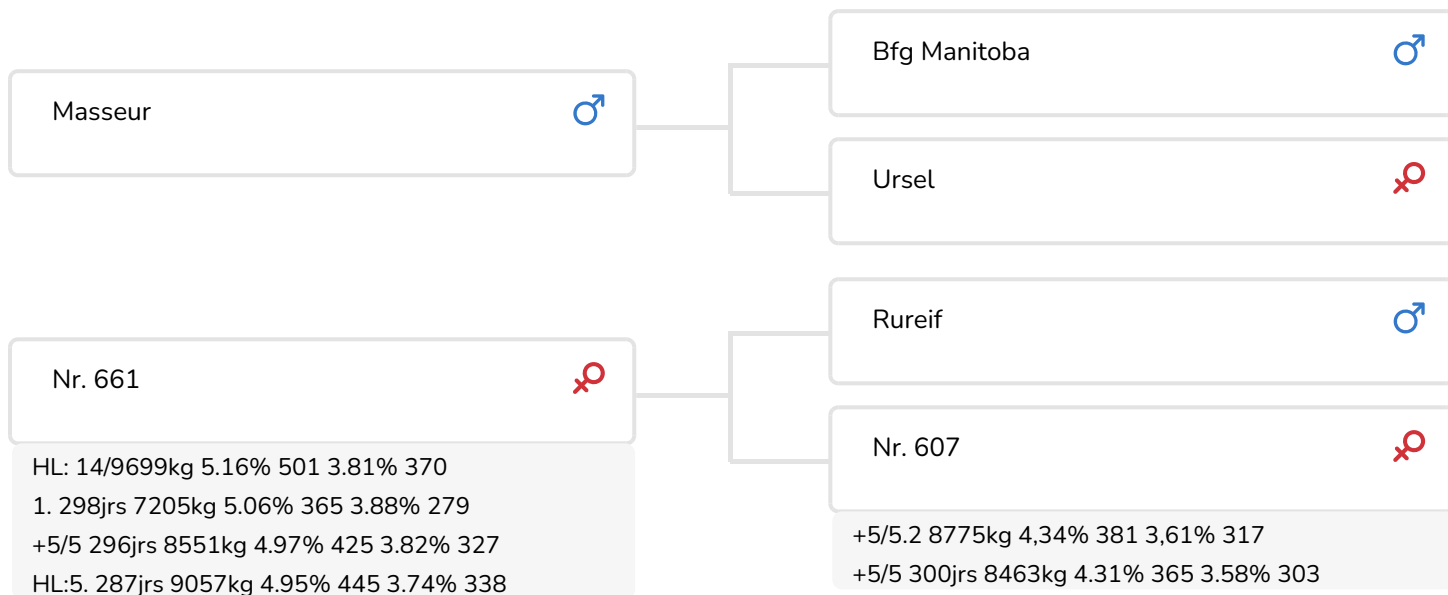 Masseur
Bfg Manitoba
Ursel
Nr. 661
HL: 14/9699kg 5.16% 501 3.81% 370
1. 298jrs 7205kg 5.06% 365 3.88% 279
+5/5 296jrs 8551kg 4.97% 425 3.82% 327
HL:5. 287jrs 9057kg 4.95% 445 3.74% 338
Rureif
Nr. 607
+5/5.2 8775kg 4,34% 381 3,61% 317
+5/5 300jrs 8463kg 4.31% 365 3.58% 303